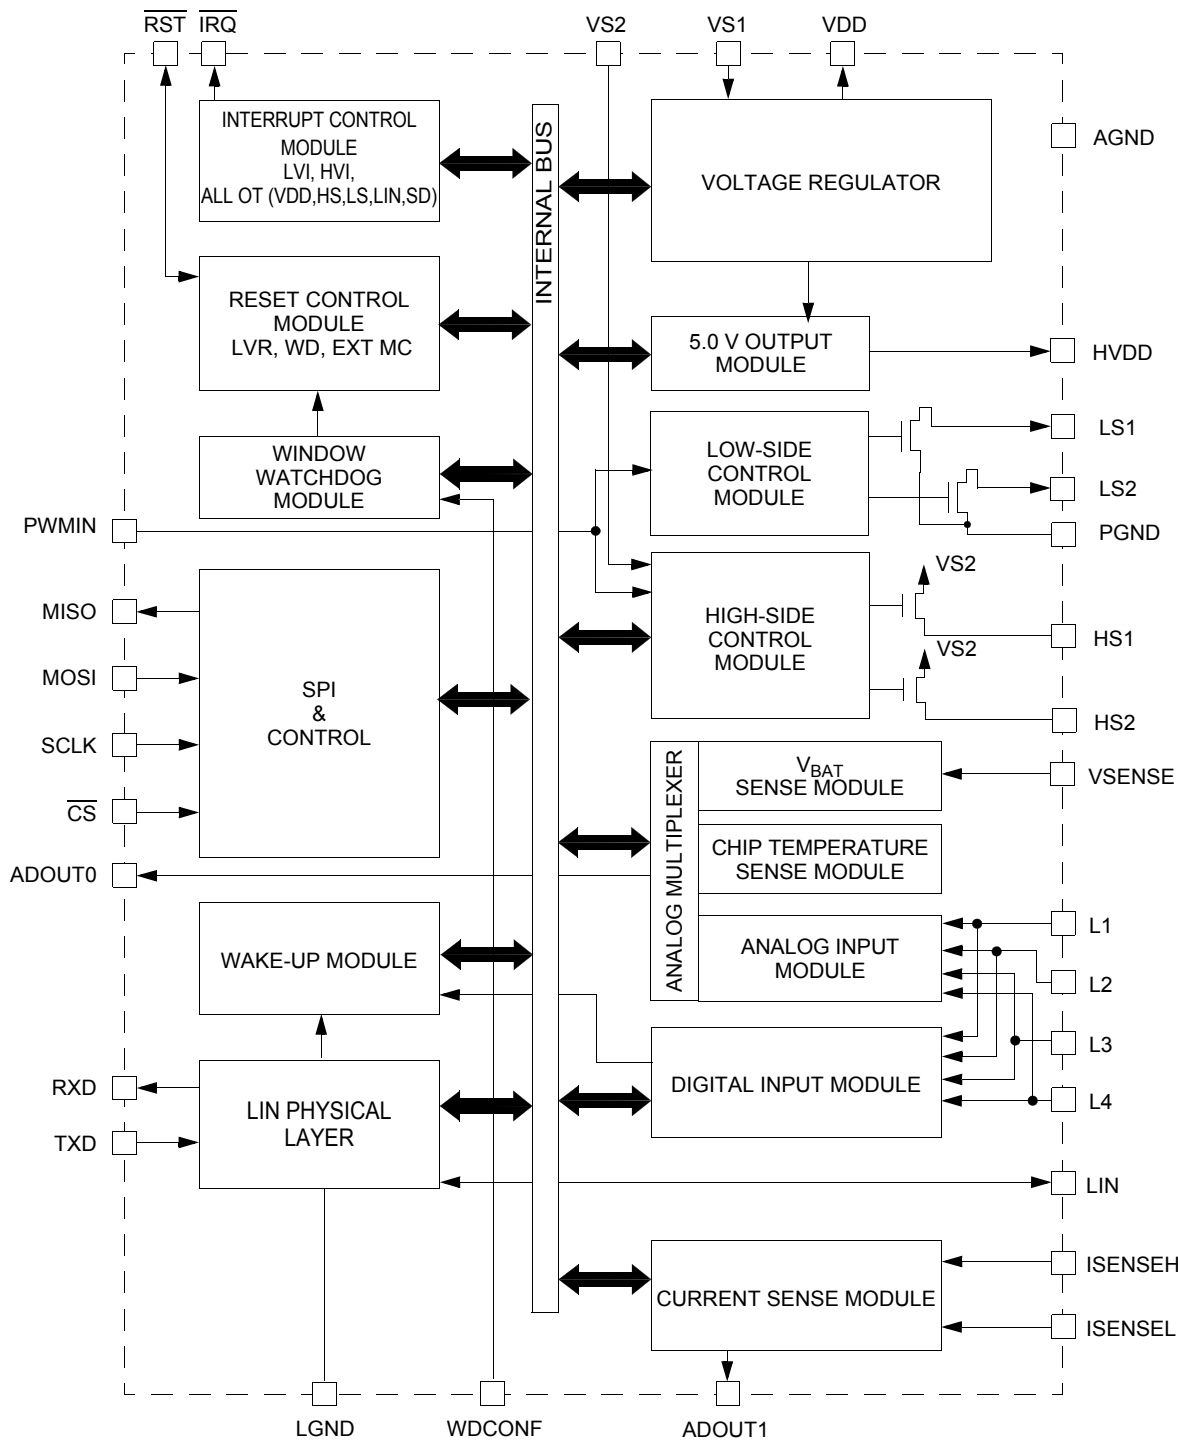 RST IRQ VS2 VS1 VDD
INTERRUPT CONTROL
MODULE
LVI, HVI,
ALL OT (VDD,HS,LS,LIN,SD)
INTERNAL BUS
VOLTAGE REGULATOR
AGND
RESET CONTROL
MODULE
LVR, WD, EXT MC
5.0 V OUTPUT
MODULE
HVDD
WINDOW
WATCHDOG
MODULE
LOW-SIDE
CONTROL
MODULE
LS1
LS2
PGND
PWMIN
HIGH-SIDE
CONTROL
MODULE
VS2
HS1
VS2
HS2
MISO
MOSI
SCLK
CS
SPI
&
CONTROL
ANALOG MULTIPLEXER
VBAT
SENSE MODULE
VSENSE
CHIP TEMPERATURE
SENSE MODULE
ADOUT0
ANALOG INPUT
MODULE
L1
L2
L3
L4
WAKE-UP MODULE
DIGITAL INPUT MODULE
RXD
TXD
LIN PHYSICAL
LAYER
LIN
CURRENT SENSE MODULE
ISENSEH
ISENSEL
LGND WDCONF ADOUT1